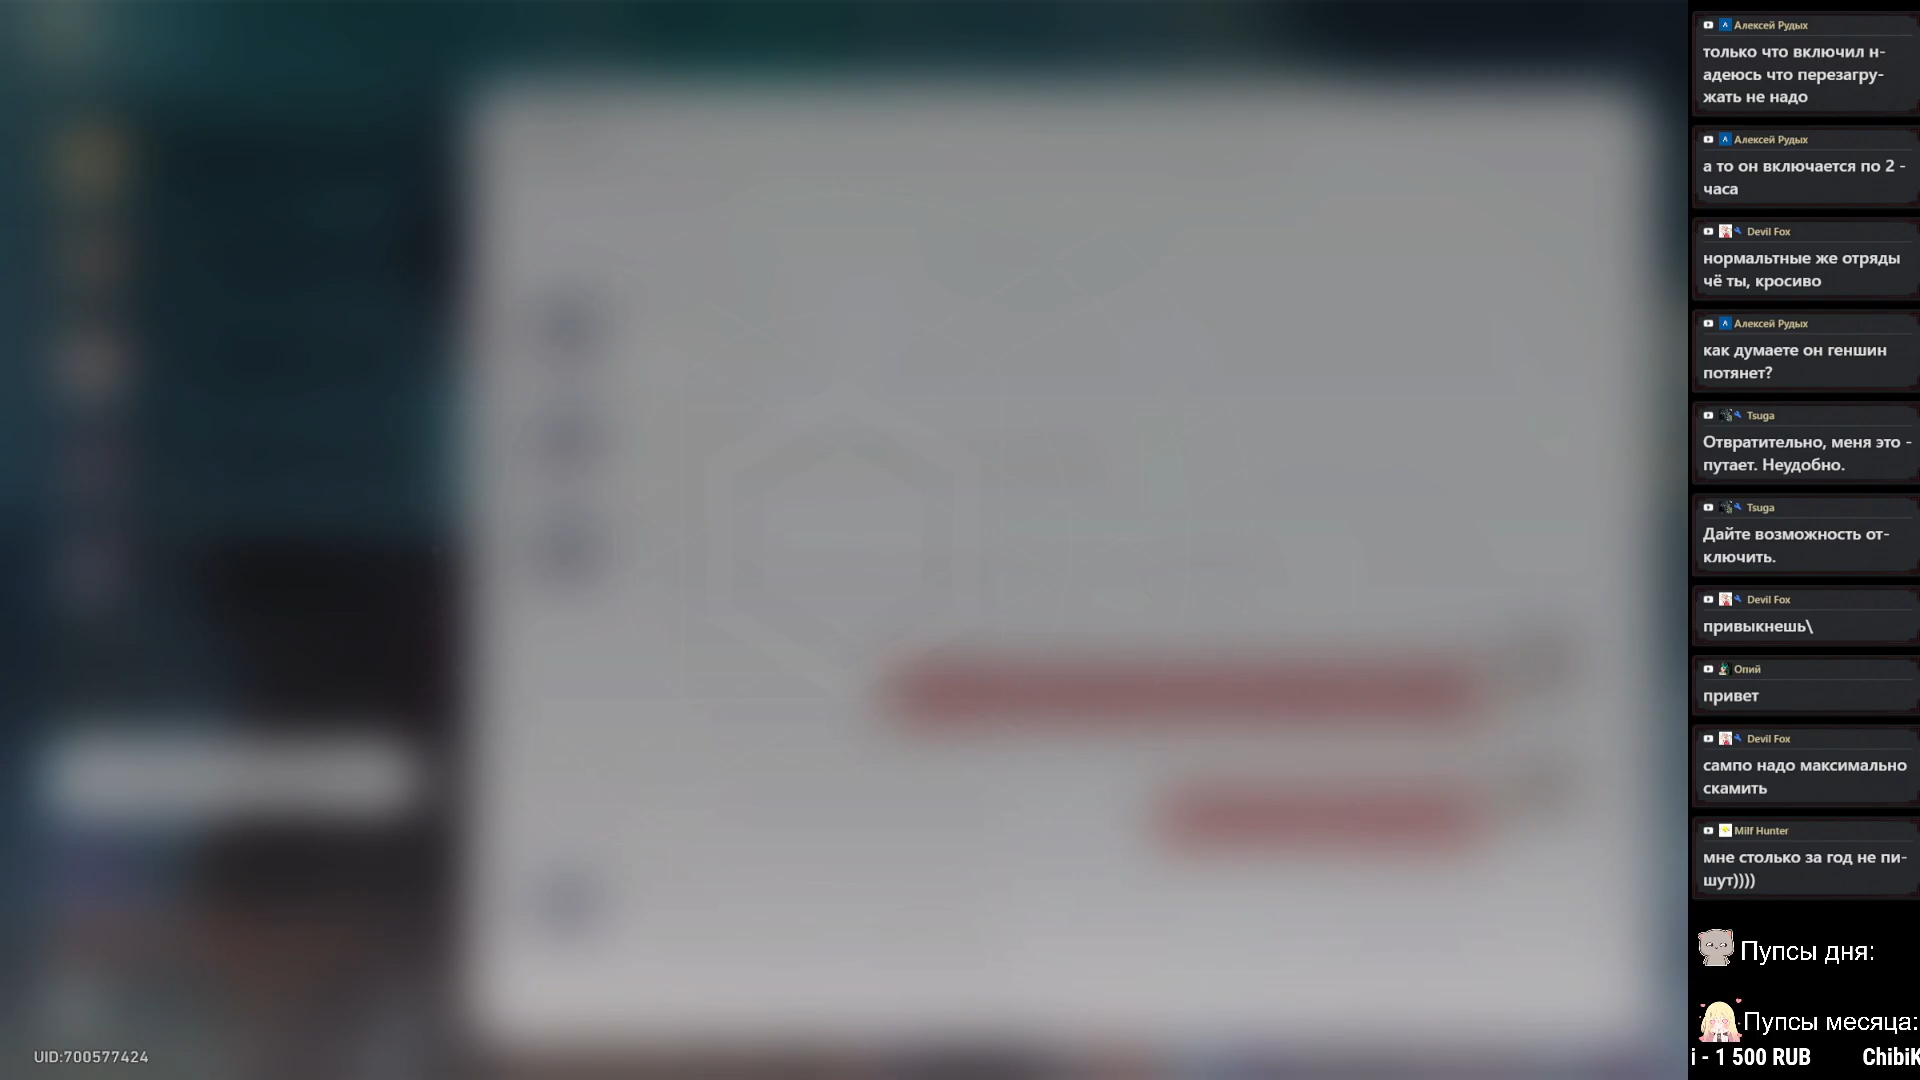 Алексей Рудых
только что включил н-
адеюсь что перезагру-
жать не надо
Алексей Рудых
а то он включается по 2 -
часа
Devil Fox
нормальтные же отряды
чё ты, кросиво
Алексей Рудых
как думаете он геншин
потянет?
Tsuga
Отвратительно, меня это -
путает. Неудобно.
Tsuga
Дайте возможность от-
ключить.
Devil Fox
привыкнешь\
Опий
привет
Devil Fox
сампо надо максимально
скамить
Milf Hunter
мне столько за год не пи-
шут))))
Пупсы дня:
Пупсы месяца:
i - 1 500 RUB ChibiK
UID:700577424